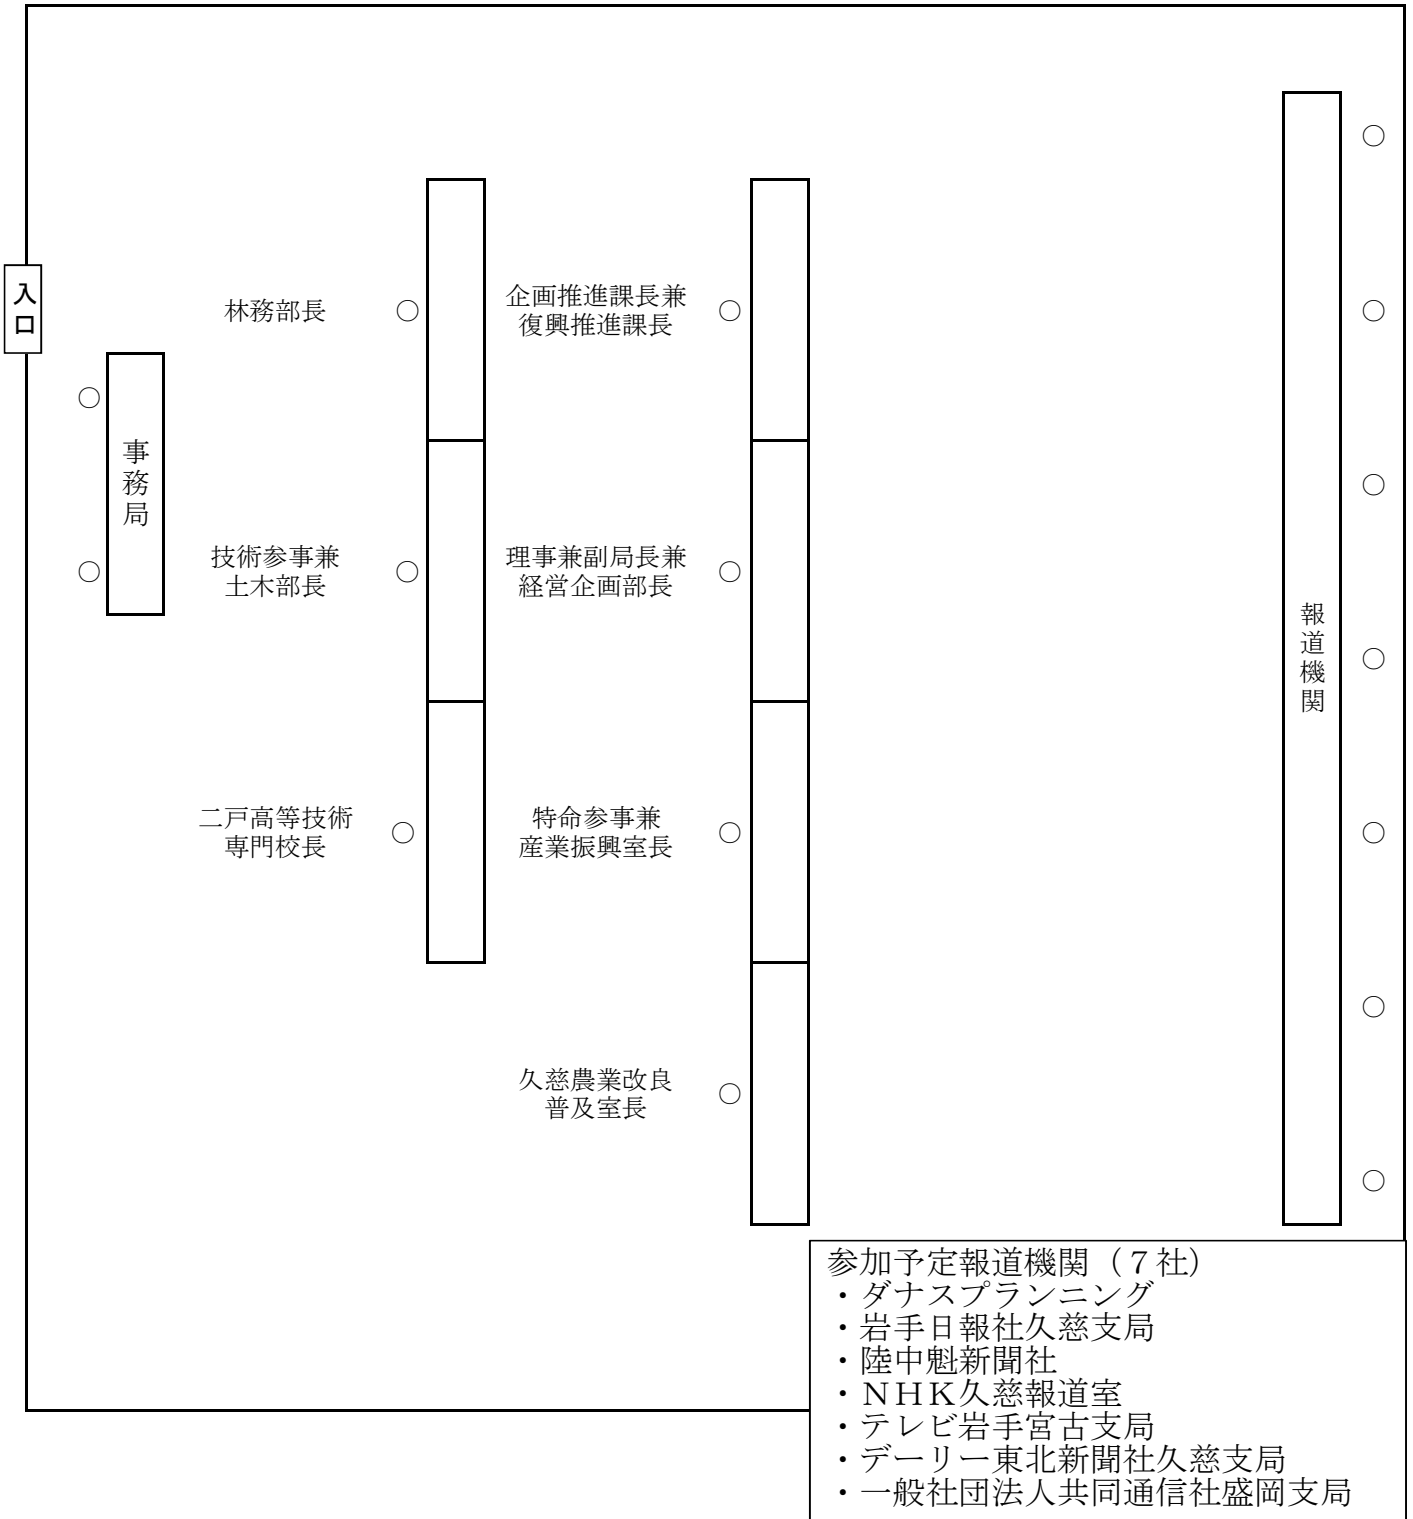 入口
事務局
林務部長
企画推進課長兼
復興推進課長
技術参事兼
土木部長
理事兼副局長兼
経営企画部長
二戸高等技術
専門校長
特命参事兼
産業振興室長
久慈農業改良
普及室長
報道機関
参加予定報道機関（７社）
・ダナスプランニング
・岩手日報社久慈支局
・陸中魁新聞社
・ＮＨＫ久慈報道室
・テレビ岩手宮古支局
・デーリー東北新聞社久慈支局
・一般社団法人共同通信社盛岡支局